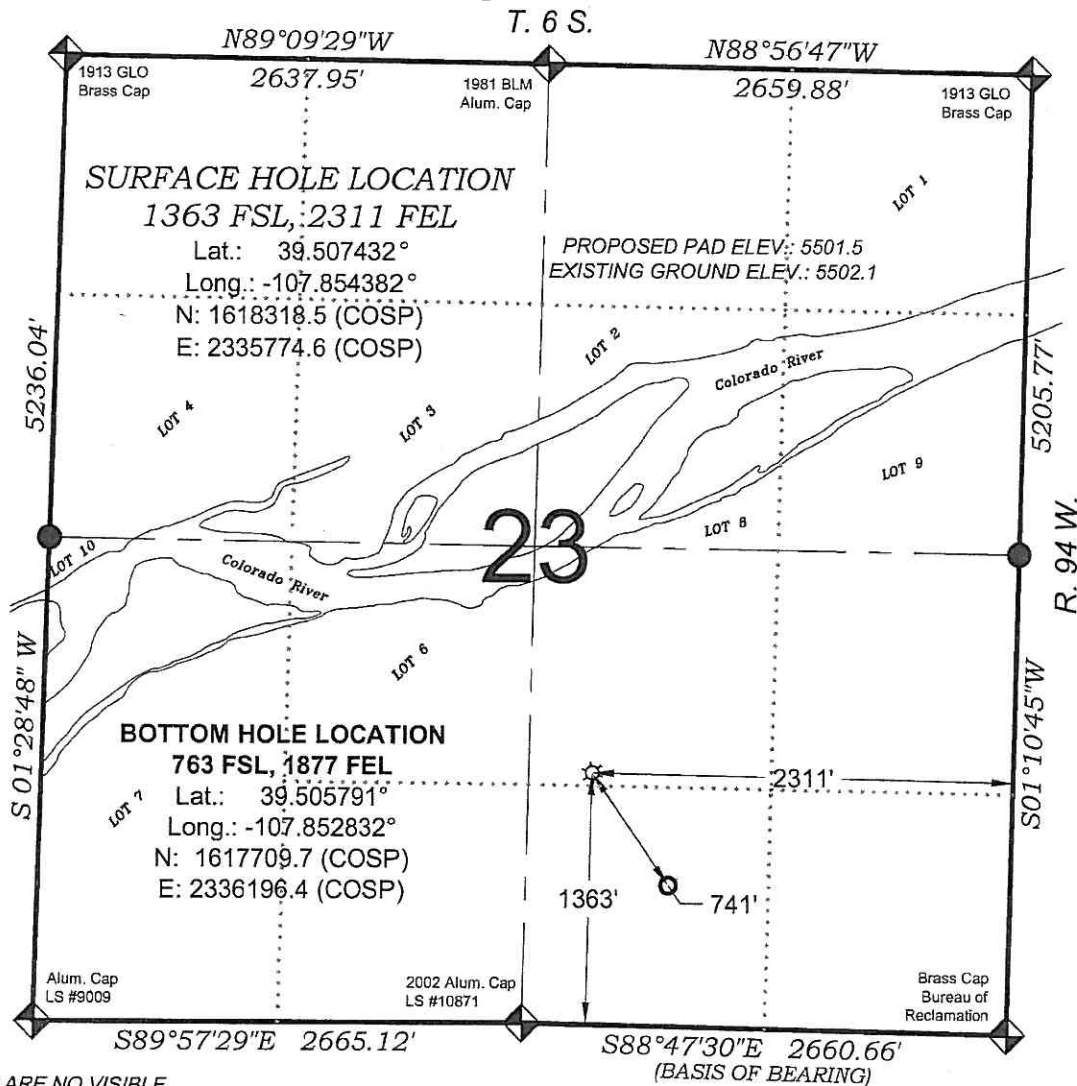 T. 6 S.
N89°09'29"W
N88°56'47"W
1913 GLO
Brass Cap
2637.95'
1981 BLM
Alum. Cap
2659.88'
1913 GLO
Brass Cap
SURFACE HOLE LOCATION
1363 FSL, 2311 FEL
Lat.: 39.507432°
Long.: -107.854382°
N: 1618318.5 (COSP)
E: 2335774.6 (COSP)
LOT 1
PROPOSED PAD ELEV.: 5501.5
EXISTING GROUND ELEV.: 5502.1
5236.04'
LOT 2
Colorado River
5205.77'
LOT 4
LOT 3
LOT 9
LOT 8
23
LOT 10
Colorado River
R. 94 W.
S 01°28'48" W
LOT 6
BOTTOM HOLE LOCATION
763 FSL, 1877 FEL
Lat.: 39.505791°
Long.: -107.852832°
N: 1617709.7 (COSP)
E: 2336196.4 (COSP)
LOT 7
2311'
S01°10'45"W
1363'
741'
Alum. Cap
LS #9009
2002 Alum. Cap
LS #10871
Brass Cap
Bureau of
Reclamation
S89°57'29"E 2665.12'
S88°47'30"E 2660.66'
(BASIS OF BEARING)
ARE NO VISIBLE